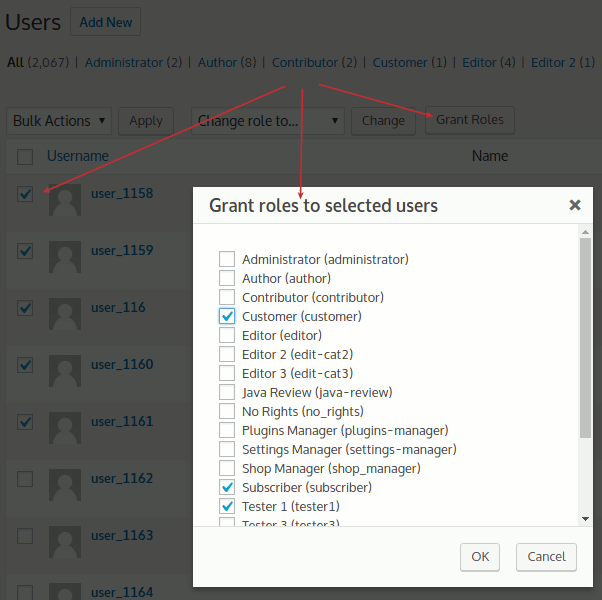 Users Add New
All (2,067) | Administrator (2) | Author (8) | Contributor (2) | Customer (1) | Editor (4) | Editor 2 (1)
Bulk Actions Apply Change role to... Change Grant Roles
Username Name
user_1158
user_1159
user_116
user_1160
user_1161
user_1162
user_1163
user_1164
Grant roles to selected users
Administrator (administrator)
Author (author)
Contributor (contributor)
Customer (customer)
Editor (editor)
Editor 2 (edit-cat2)
Editor 3 (edit-cat3)
Java Review (java-review)
No Rights (no_rights)
Plugins Manager (plugins-manager)
Settings Manager (settings-manager)
Shop Manager (shop_manager)
Subscriber (subscriber)
Tester 1 (tester1)
Tester 3 (tester3)
OK Cancel